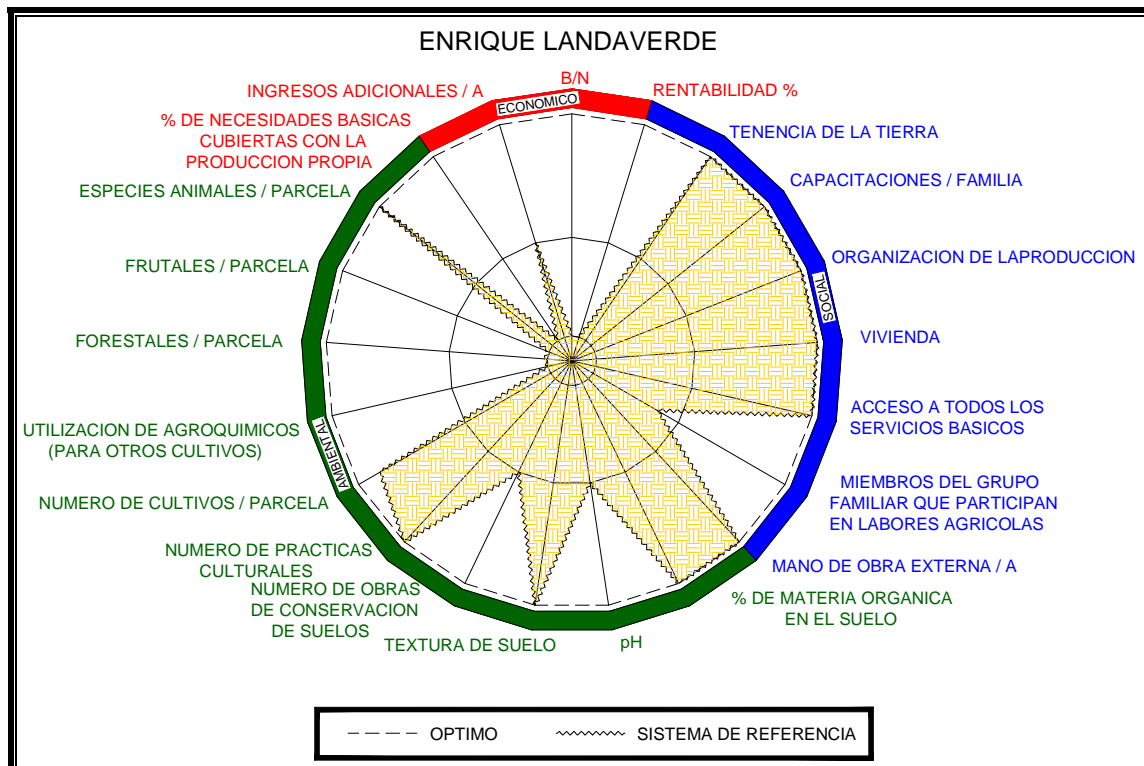 ENRIQUE LANDAVERDE
B/N
RENTABILIDAD %
TENENCIA DE LA TIERRA
CAPACITACIONES / FAMILIA
ORGANIZACION DE LAPRODUCCION
VIVIENDA
ACCESO A TODOS LOS
SERVICIOS BASICOS
MIEMBROS DEL GRUPO
FAMILIAR QUE PARTICIPAN
EN LABORES AGRICOLAS
MANO DE OBRA EXTERNA / A
% DE MATERIA ORGANICA
EN EL SUELO
pH
TEXTURA DE SUELO
NUMERO DE OBRAS
DE CONSERVACION
DE SUELOS
NUMERO DE PRACTICAS
CULTURALES
NUMERO DE CULTIVOS / PARCELA
UTILIZACION DE AGROQUIMICOS
(PARA OTROS CULTIVOS)
FORESTALES / PARCELA
FRUTALES / PARCELA
ESPECIES ANIMALES / PARCELA
% DE NECESIDADES BASICAS
CUBIERTAS CON LA
PRODUCCION PROPIA
INGRESOS ADICIONALES / A
ECONOMICO
SOCIAL
AMBIENTAL
OPTIMO
SISTEMA DE REFERENCIA